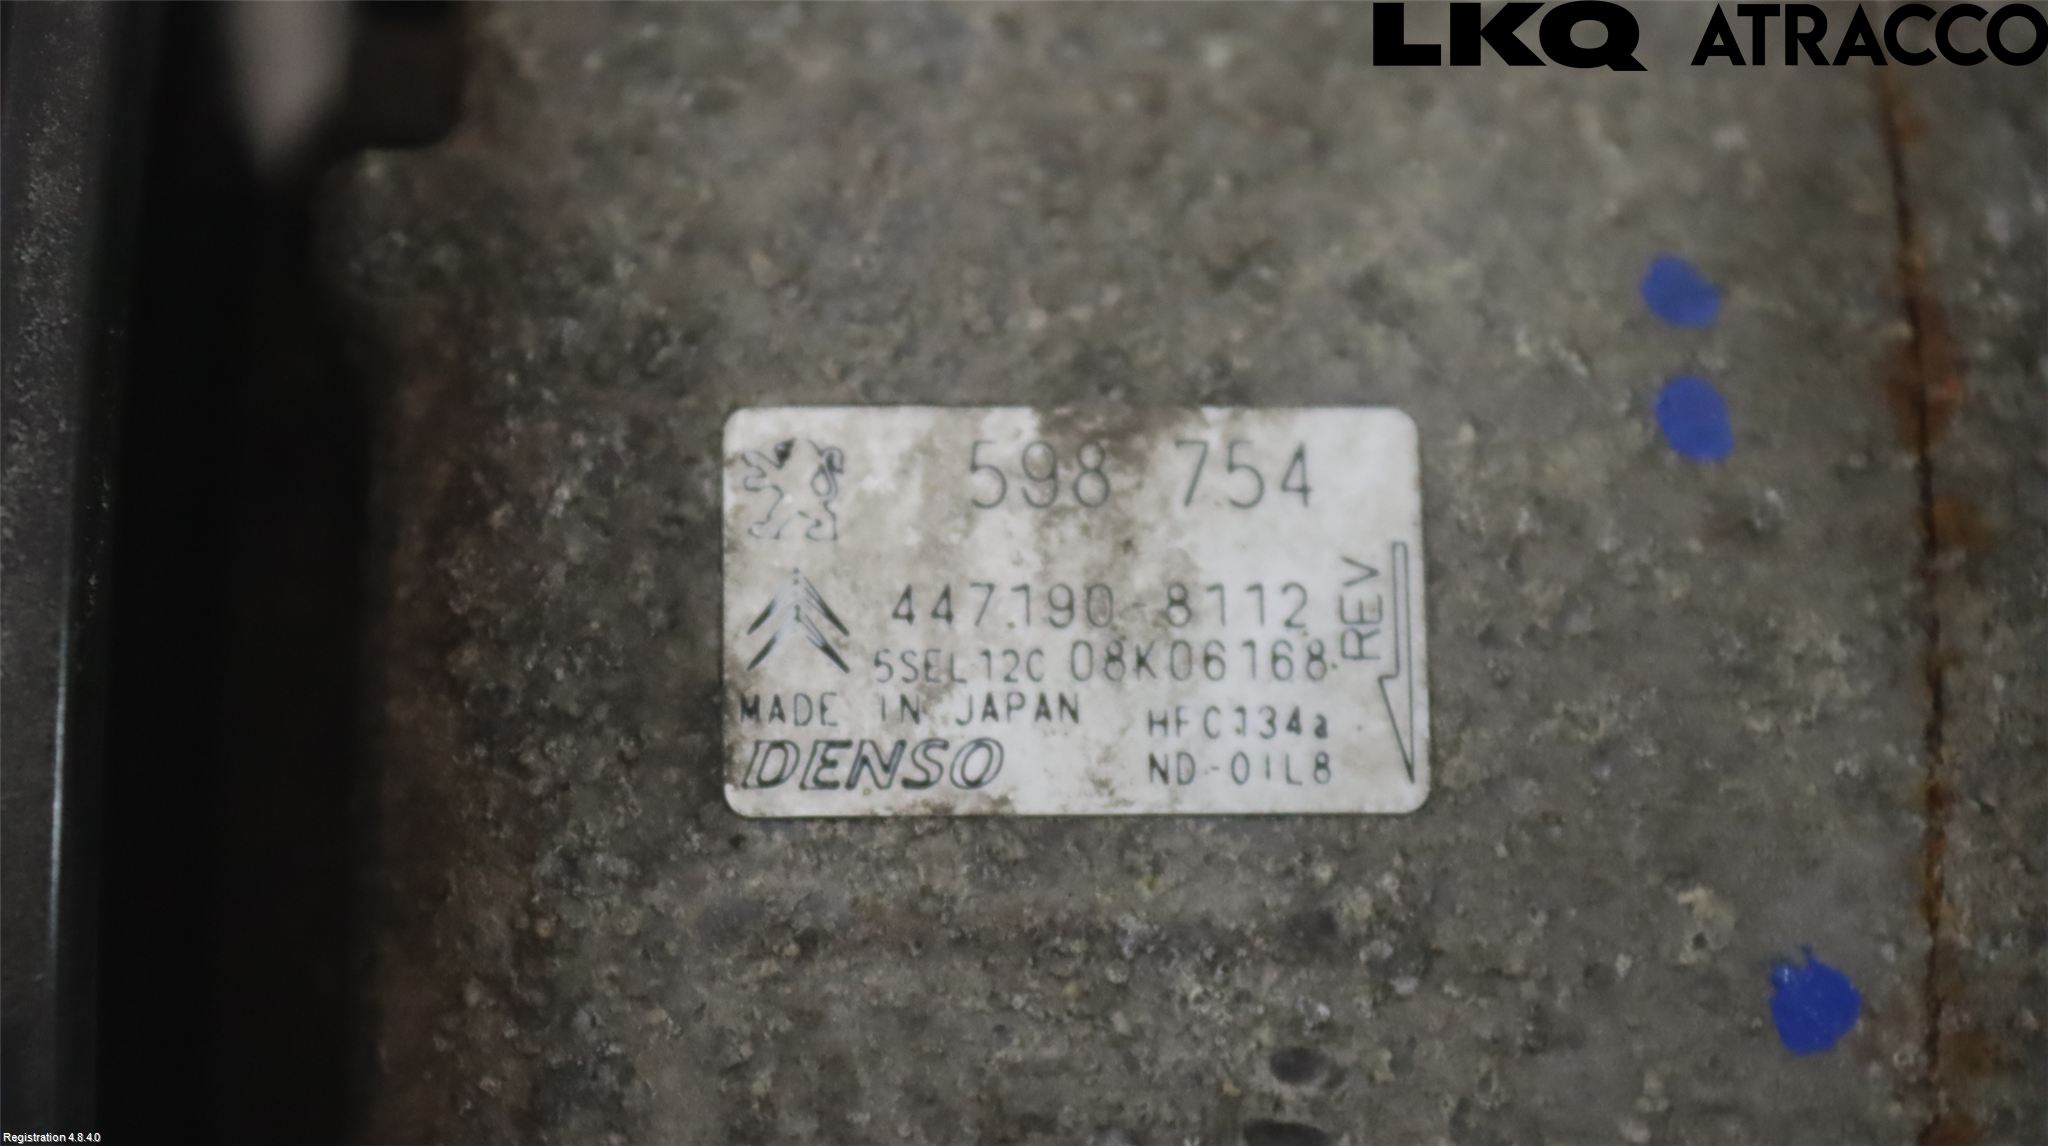 LKQ ATRACCO
598 754
447190-8112
5SEL12C 08K06168
REV
MADE IN JAPAN
HFC134a
DENSO
ND-OIL8
Registration 4.8.4.0